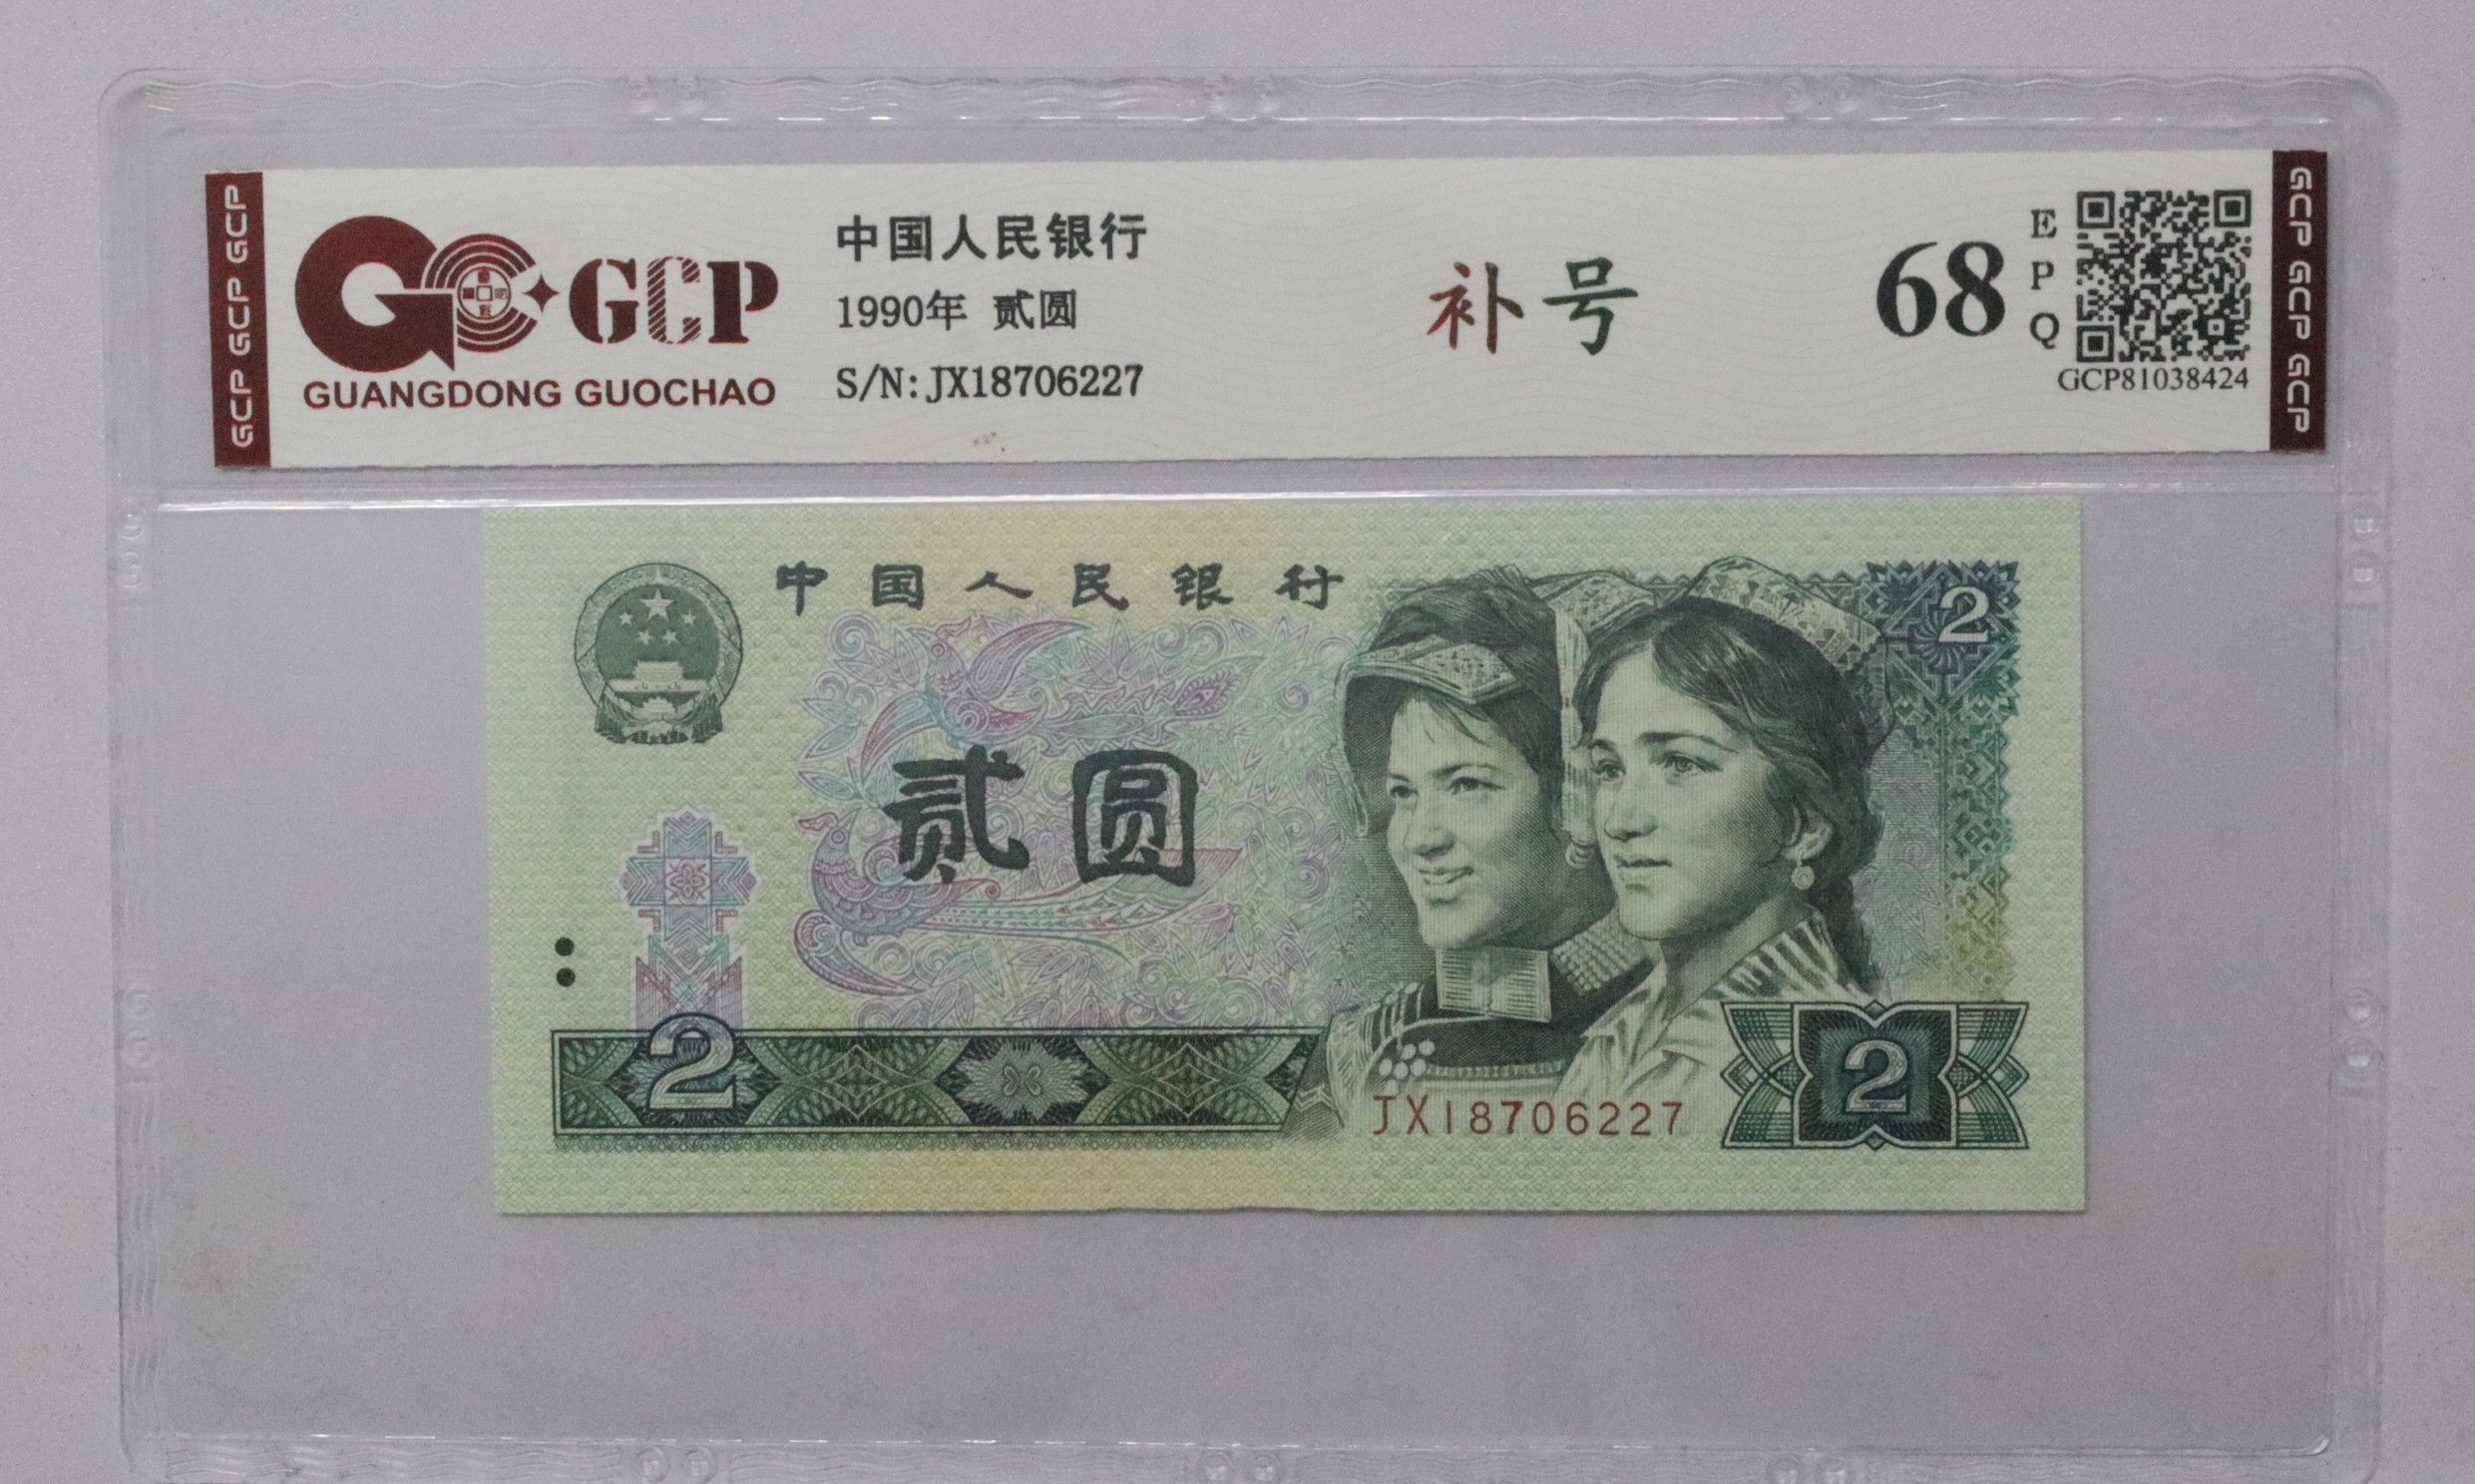 GCP GCP GCP
GCP
GUANGDONG GUOCHAO
中国人民银行
1990年 贰圆
S/N:JX18706227
补号
68
E
P
Q
GCP81038424
GCP GCP GCP
中国人民银行
2
贰圆
2
JX18706227
2